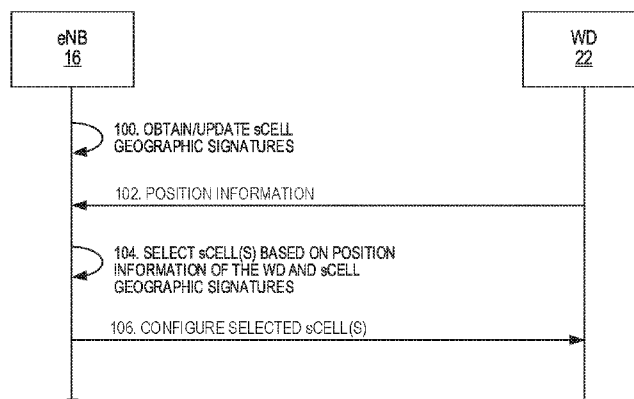 eNB
16
WD
22
100. OBTAIN/UPDATE sCELL
GEOGRAPHIC SIGNATURES
102. POSITION INFORMATION
104. SELECT sCELL(S) BASED ON POSITION
INFORMATION OF THE WD AND sCELL
GEOGRAPHIC SIGNATURES
106. CONFIGURE SELECTED sCELL(S)